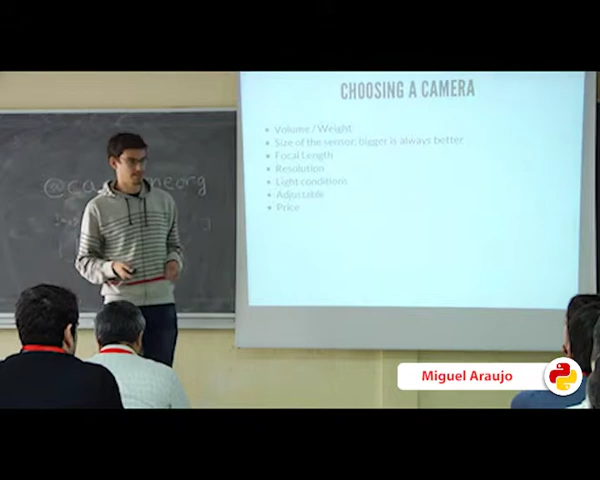 CHOOSING A CAMERA
Volume / Weight
Size of the sensor, bigger is always better
Focal Length
Resolution
Light conditions
Adjustable
Price
Miguel Araujo